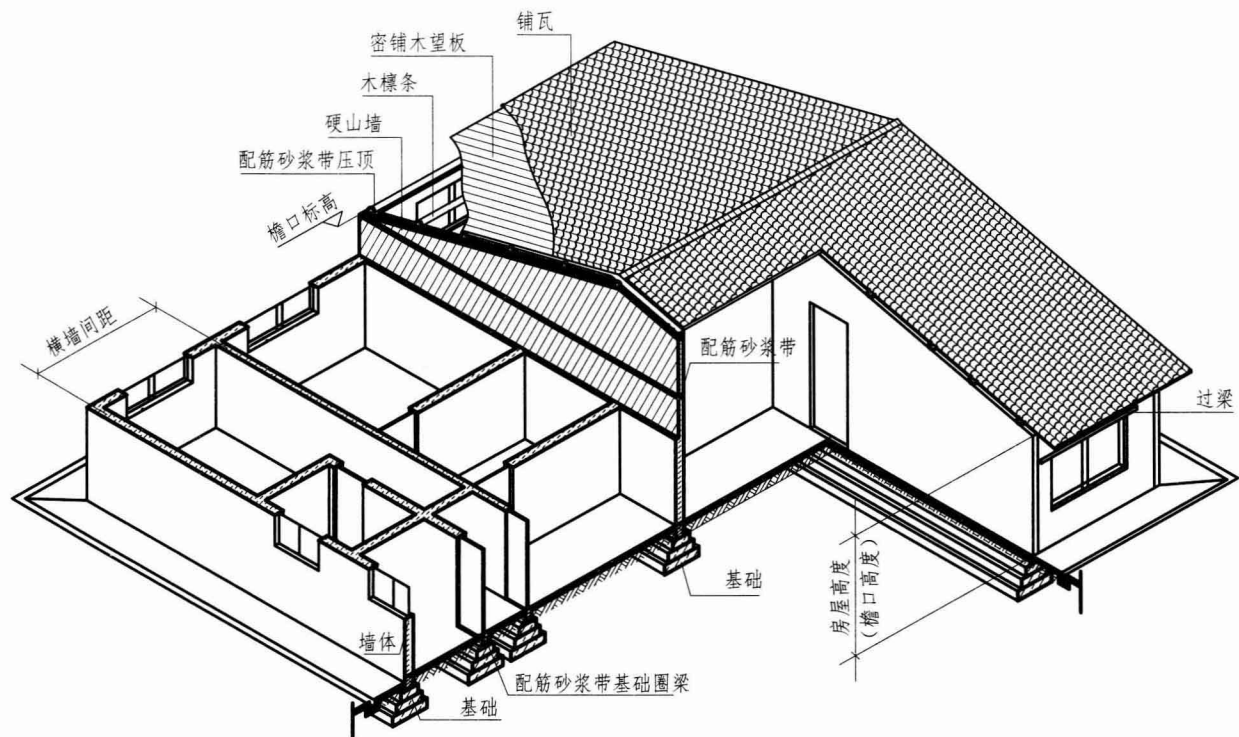 铺瓦
密铺木望板
木檩条
硬山墙
配筋砂浆带压顶
檐口标高
横墙间距
配筋砂浆带
过梁
基础
房屋高度
(檐口高度)
墙体
配筋砂浆带基础圈梁
基础